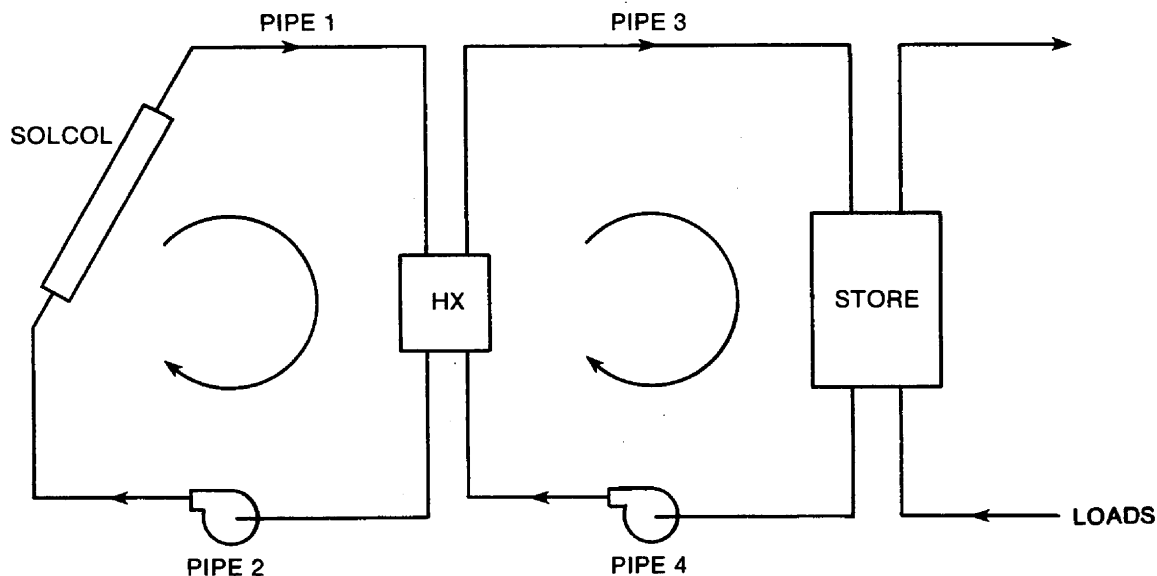 PIPE 1
PIPE 3
SOLCOL
HX
STORE
LOADS
PIPE 2
PIPE 4